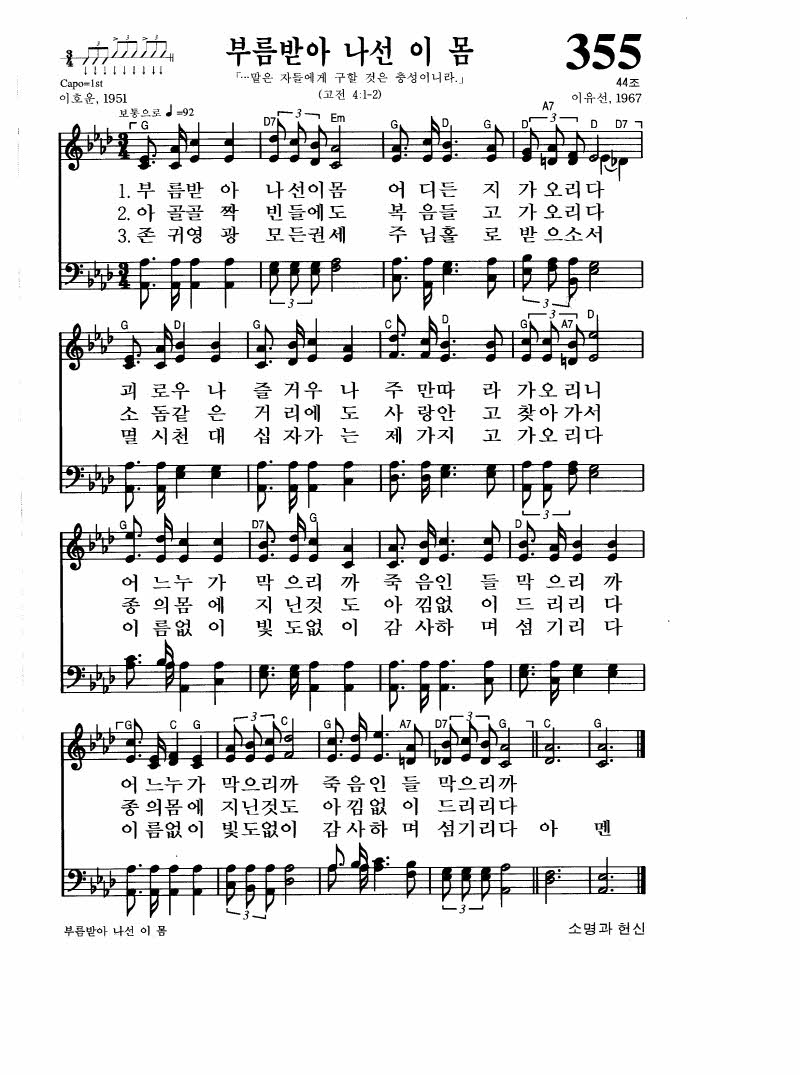 부름받아 나선 이 몸
355
「…맡은 자들에게 구할 것은 충성이니라.」
(고전 4:1-2)
44조
Capo=1st
이호운, 1951
이유선, 1967
보통으로 ♩=92
G D7 Em G D G D A7 D7
1. 부 름받 아 나선이몸 어 디든 지 가오리다
2. 아 골골 짝 빈들에도 복 음들 고 가오리다
3. 존 귀영 광 모든권세 주 님홀 로 받으소서
G D G C G A7 D
괴 로우 나 즐 거우 나 주 만따 라 가오리니
소 돔같 은 거 리에 도 사 랑안 고 찾아가서
멸 시천 대 십 자가 는 제 가지 고 가오리다
G D7 G D
어 느누 가 막 으리 까 죽 음인 들 막 으리 까
종 의몸 에 지 닌것 도 아 낌없 이 드 리리 다
이 름없 이 빛 도없 이 감 사하 며 섬 기리 다
G C G C G A7 D7 G C G
어 느누 가 막으리까 죽 음인 들 막으리까
종 의몸 에 지닌것도 아 낌없 이 드리리다
이 름없 이 빛도없이 감 사하 며 섬기리다 아 멘
부름받아 나선 이 몸
소명과 헌신